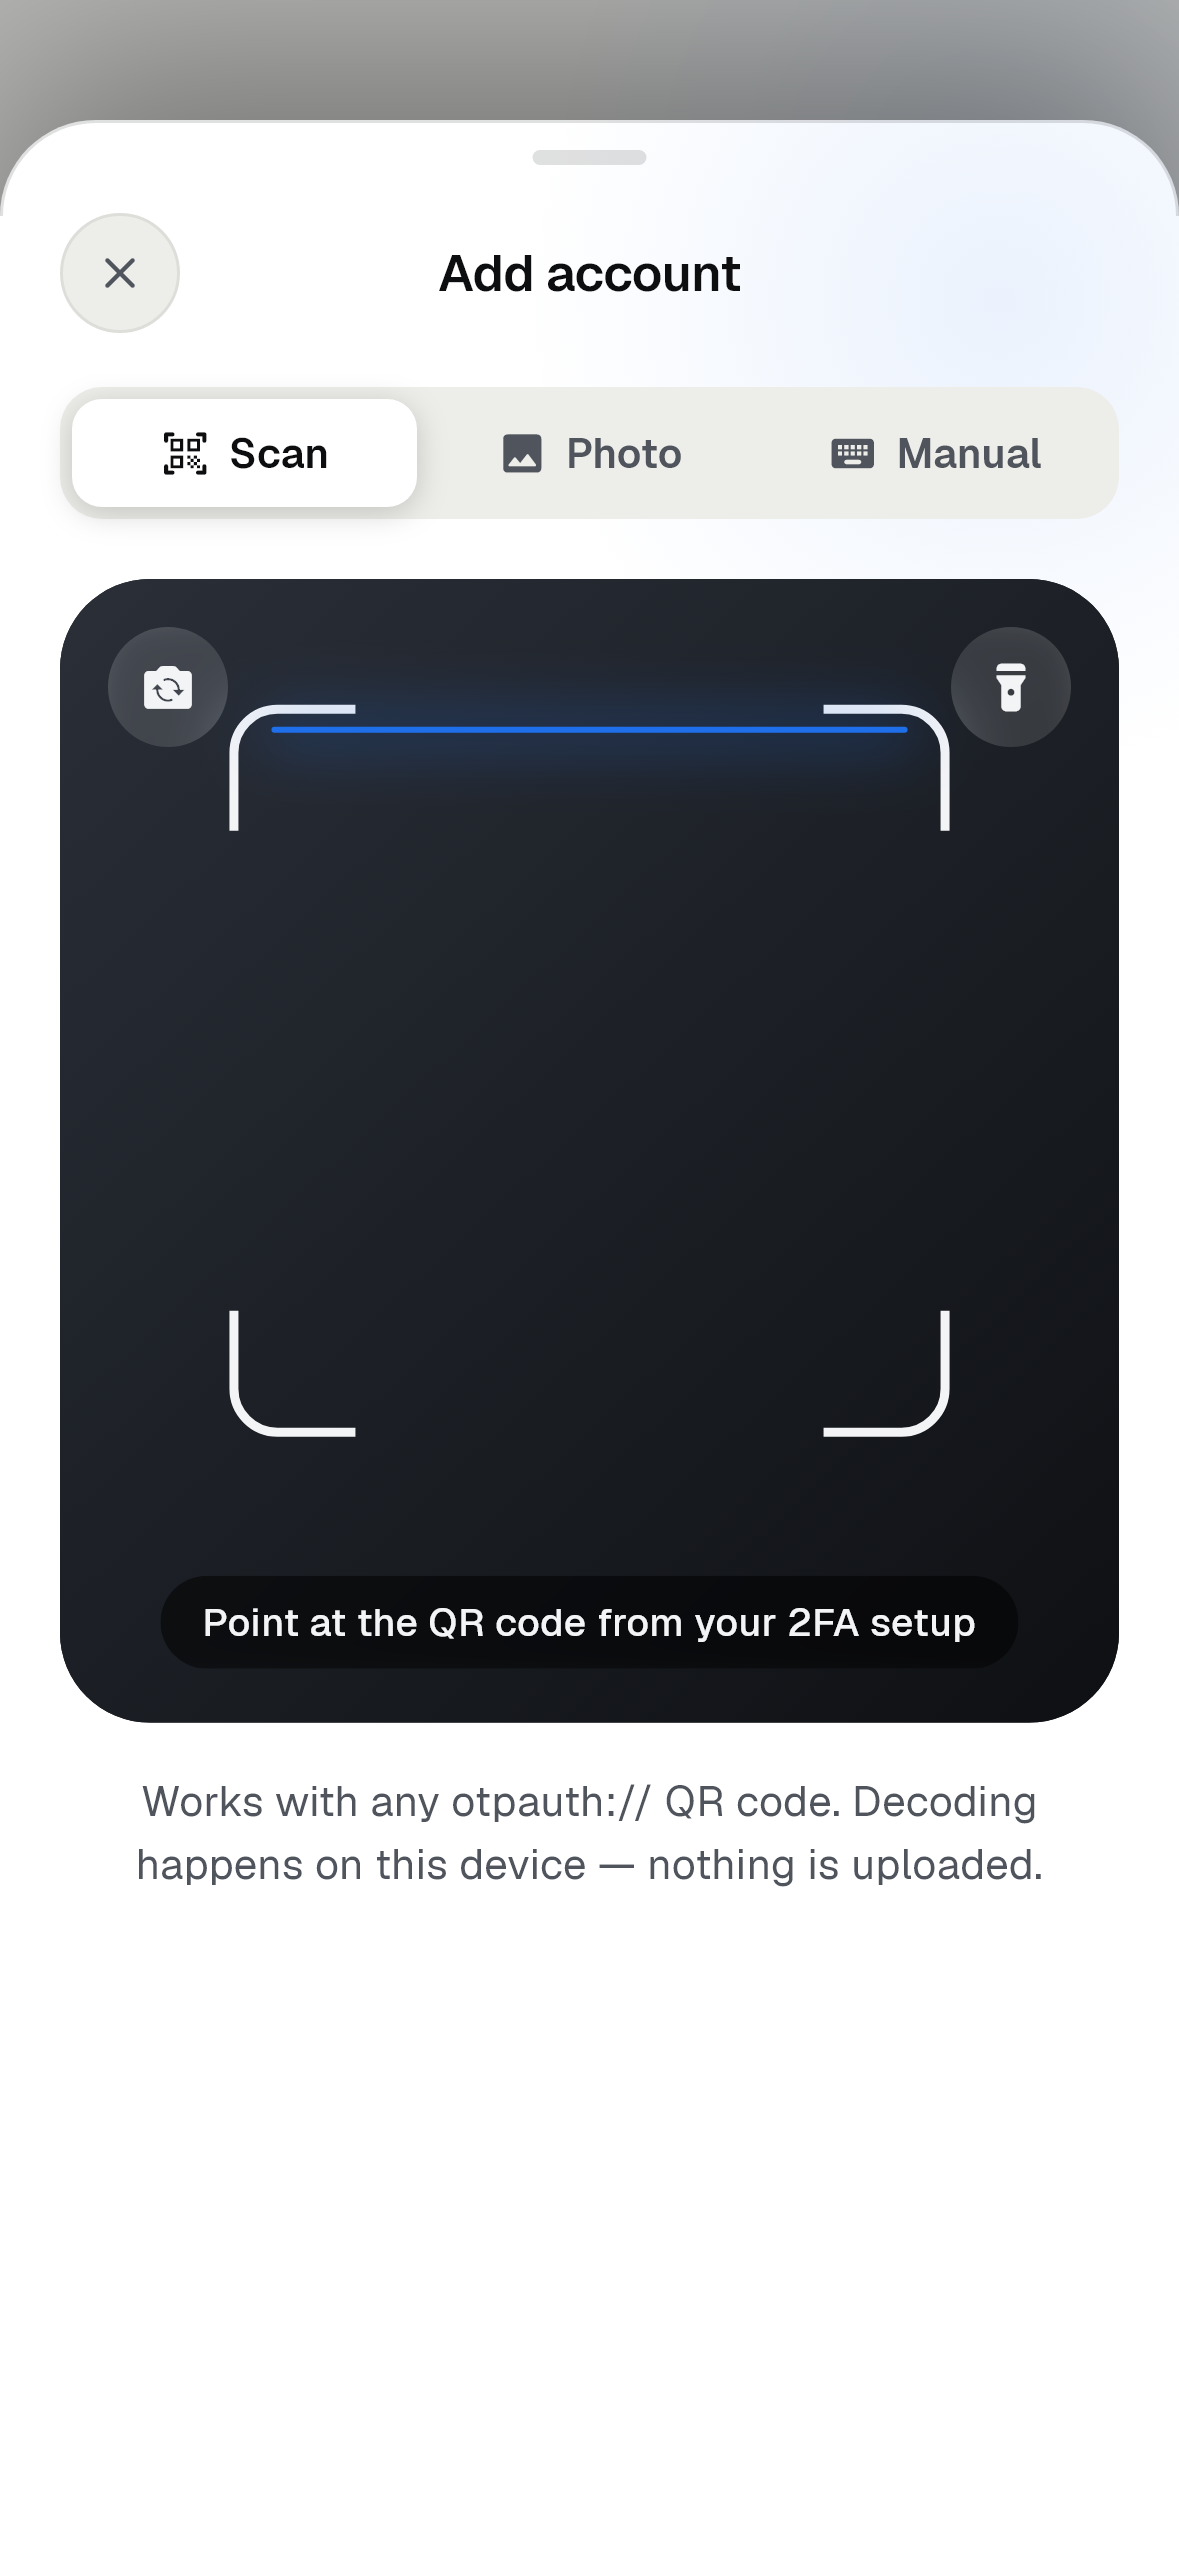 Add account
Scan
Photo
Manual
Point at the QR code from your 2FA setup
Works with any otpauth:// QR code. Decoding
happens on this device — nothing is uploaded.